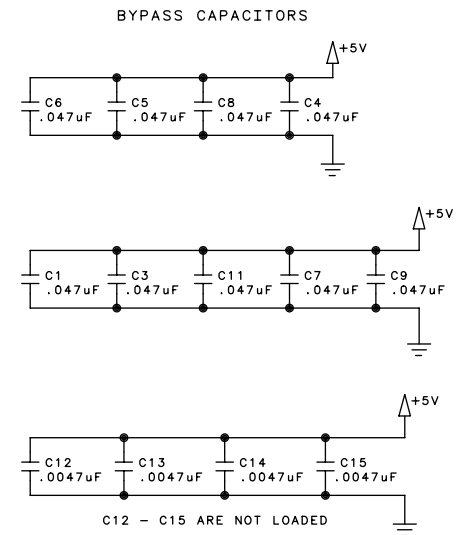 BYPASS CAPACITORS
+5V
C6 C5 C8 C4
.047uF .047uF .047uF .047uF
+5V
C1 C3 C11 C7 C9
.047uF .047uF .047uF .047uF .047uF
+5V
C12 C13 C14 C15
.0047uF .0047uF .0047uF .0047uF
C12 - C15 ARE NOT LOADED